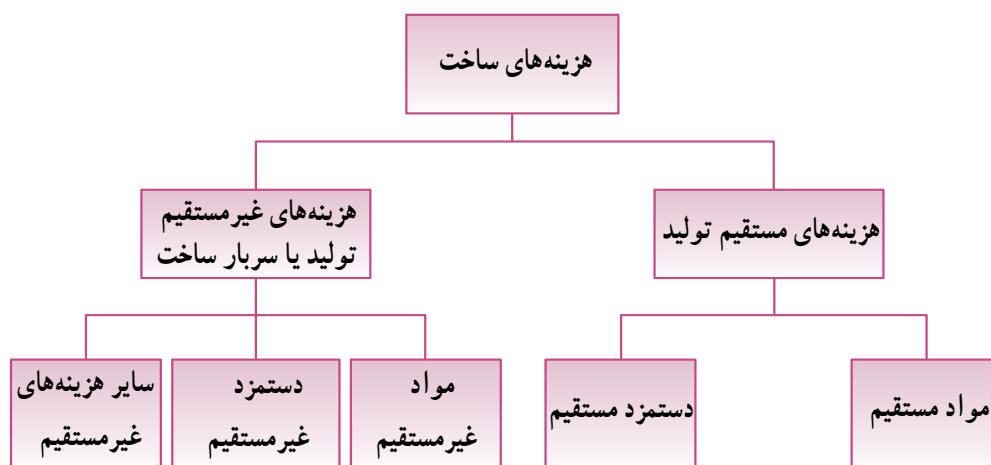 هزینه‌های ساخت
هزینه‌های مستقیم تولید
هزینه‌های غیرمستقیم
تولید یا سربار ساخت
مواد مستقیم
دستمزد مستقیم
مواد
غیرمستقیم
دستمزد
غیرمستقیم
سایر هزینه‌های
غیرمستقیم